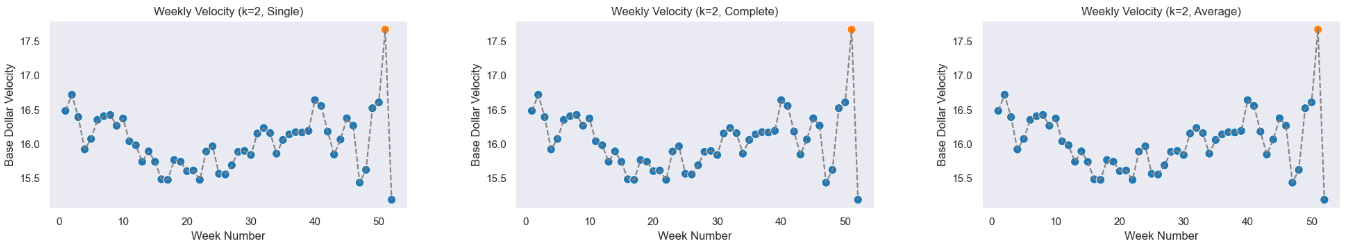 Weekly Velocity (k=2, Single)
17.5
17.0
16.5
16.0
15.5
Base Dollar Velocity
0 10 20 30 40 50
Week Number
Weekly Velocity (k=2, Complete)
17.5
17.0
16.5
16.0
15.5
Base Dollar Velocity
0 10 20 30 40 50
Week Number
Weekly Velocity (k=2, Average)
17.5
17.0
16.5
16.0
15.5
Base Dollar Velocity
0 10 20 30 40 50
Week Number